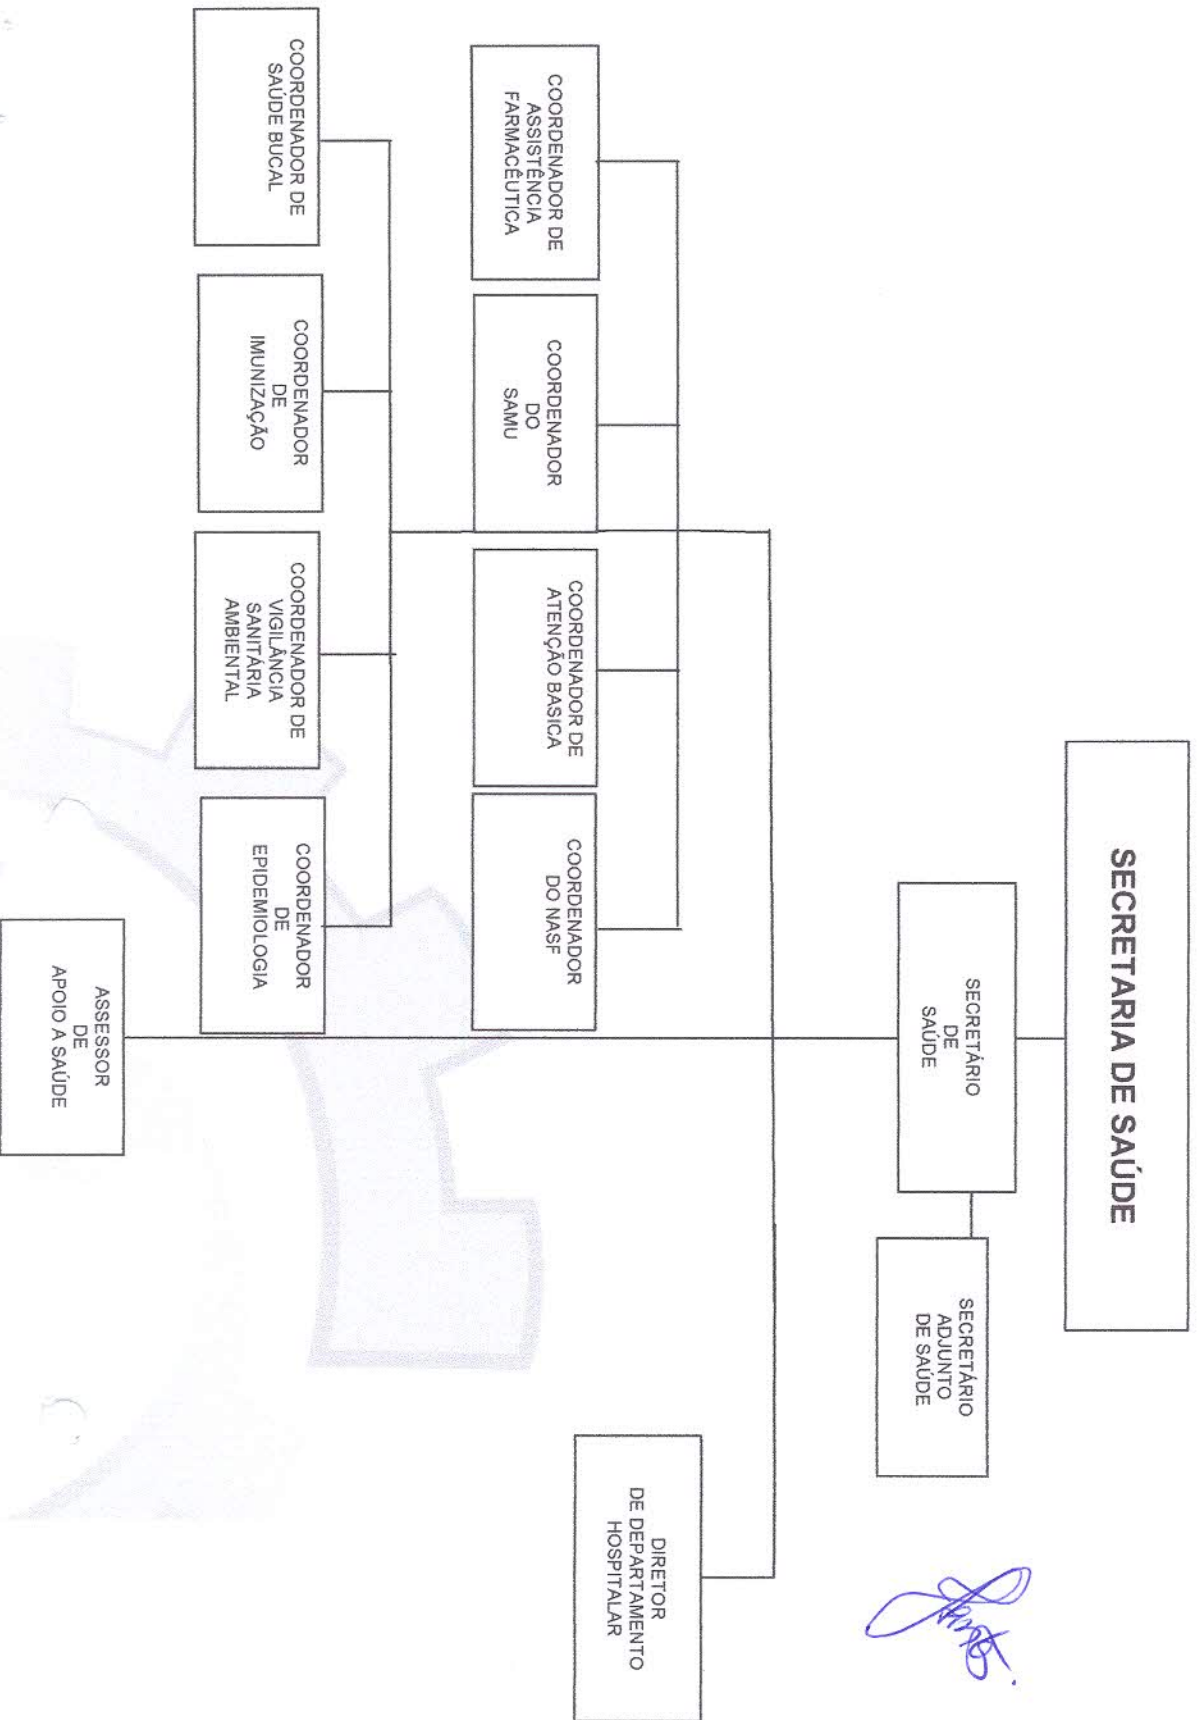 SECRETARIA DE SAÚDE
SECRETÁRIO
DE
SAÚDE
SECRETÁRIO
ADJUNTO
DE SAÚDE
DIRETOR
DE DEPARTAMENTO
HOSPITALAR
COORDENADOR DE
ASSISTÊNCIA
FARMACÊUTICA
COORDENADOR
DO
SAMU
COORDENADOR DE
ATENÇÃO BASICA
COORDENADOR
DO NASF
COORDENADOR DE
SAÚDE BUCAL
COORDENADOR
DE
IMUNIZAÇÃO
COORDENADOR DE
VIGILÂNCIA
SANITÁRIA
AMBIENTAL
COORDENADOR
DE
EPIDEMIOLOGIA
ASSESSOR
DE
APOIO A SAÚDE